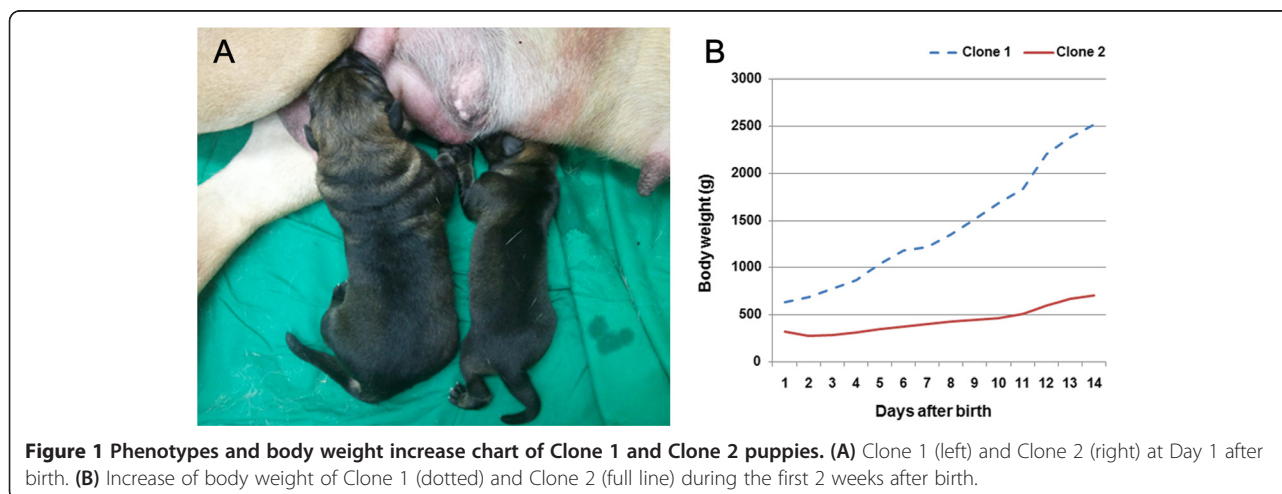 A
B
Clone 1
Clone 2
3000
2500
2000
1500
1000
500
0
Body weight (g)
1 2 3 4 5 6 7 8 9 10 11 12 13 14
Days after birth
Figure 1 Phenotypes and body weight increase chart of Clone 1 and Clone 2 puppies. (A) Clone 1 (left) and Clone 2 (right) at Day 1 after
birth. (B) Increase of body weight of Clone 1 (dotted) and Clone 2 (full line) during the first 2 weeks after birth.